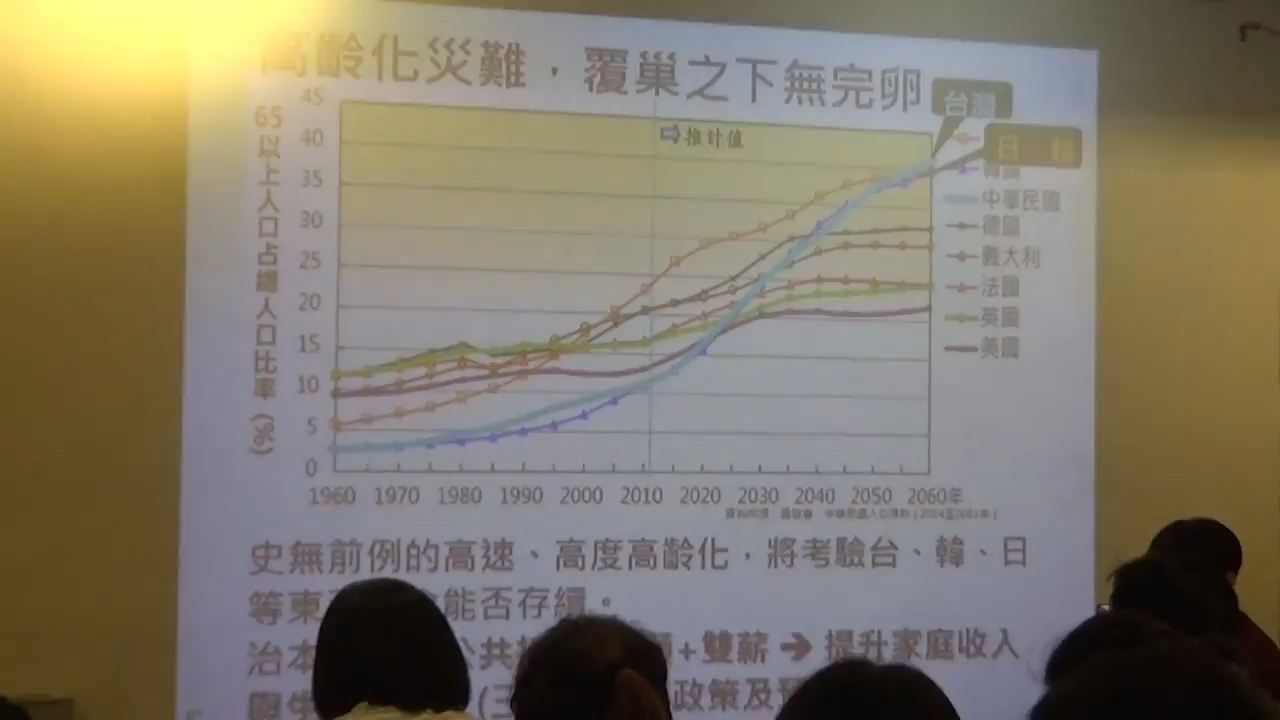 高齡化災難，覆巢之下無完卵
台灣
日 韓
65以上人口占總人口比率(%)
45
40
35
30
25
20
15
10
5
0
推計值
韓國
中華民國
德國
義大利
法國
英國
美國
1960 1970 1980 1990 2000 2010 2020 2030 2040 2050 2060年
史無前例的高速、高度高齡化，將考驗台、韓、日
等東 能否存續。
治本 公共 +雙薪 ➔ 提升家庭收入
與生 (三 政策及